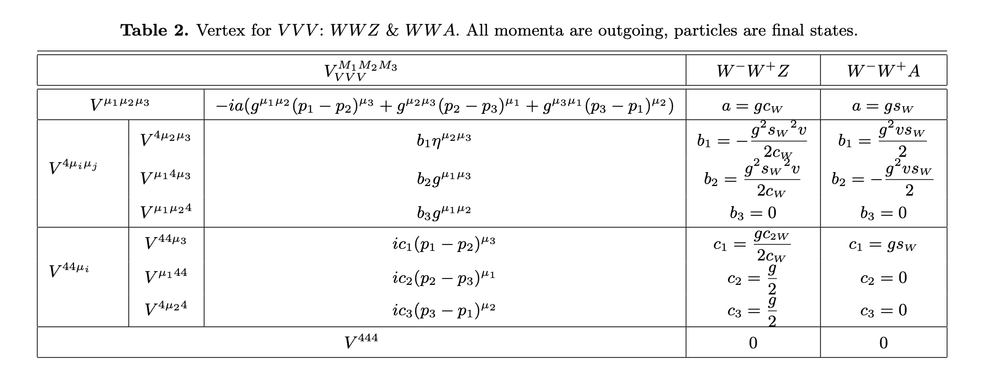 Table 2. Vertex for $VVV$: $WWZ$ & $WWA$. All momenta are outgoing, particles are final states.
$V_{VVV}^{M_1M_2M_3}$ $W^-W^+Z$ $W^-W^+A$
$V^{\mu_1\mu_2\mu_3}$ $-ia(g^{\mu_1\mu_2}(p_1-p_2)^{\mu_3}+g^{\mu_2\mu_3}(p_2-p_3)^{\mu_1}+g^{\mu_3\mu_1}(p_3-p_1)^{\mu_2})$ $a=gc_W$ $a=gs_W$
$V^{4\mu_i\mu_j}$ $V^{4\mu_2\mu_3}$ $b_1\eta^{\mu_2\mu_3}$ $b_1=-\frac{g^2{s_W}^2v}{2c_W}$ $b_1=\frac{g^2vs_W}{2}$
$V^{\mu_14\mu_3}$ $b_2g^{\mu_1\mu_3}$ $b_2=\frac{g^2{s_W}^2v}{2c_W}$ $b_2=-\frac{g^2vs_W}{2}$
$V^{\mu_1\mu_24}$ $b_3g^{\mu_1\mu_2}$ $b_3=0$ $b_3=0$
$V^{44\mu_i}$ $V^{44\mu_3}$ $ic_1(p_1-p_2)^{\mu_3}$ $c_1=\frac{gc_{2W}}{2c_W}$ $c_1=gs_W$
$V^{\mu_144}$ $ic_2(p_2-p_3)^{\mu_1}$ $c_2=\frac{g}{2}$ $c_2=0$
$V^{4\mu_24}$ $ic_3(p_3-p_1)^{\mu_2}$ $c_3=\frac{g}{2}$ $c_3=0$
$V^{444}$ 0 0